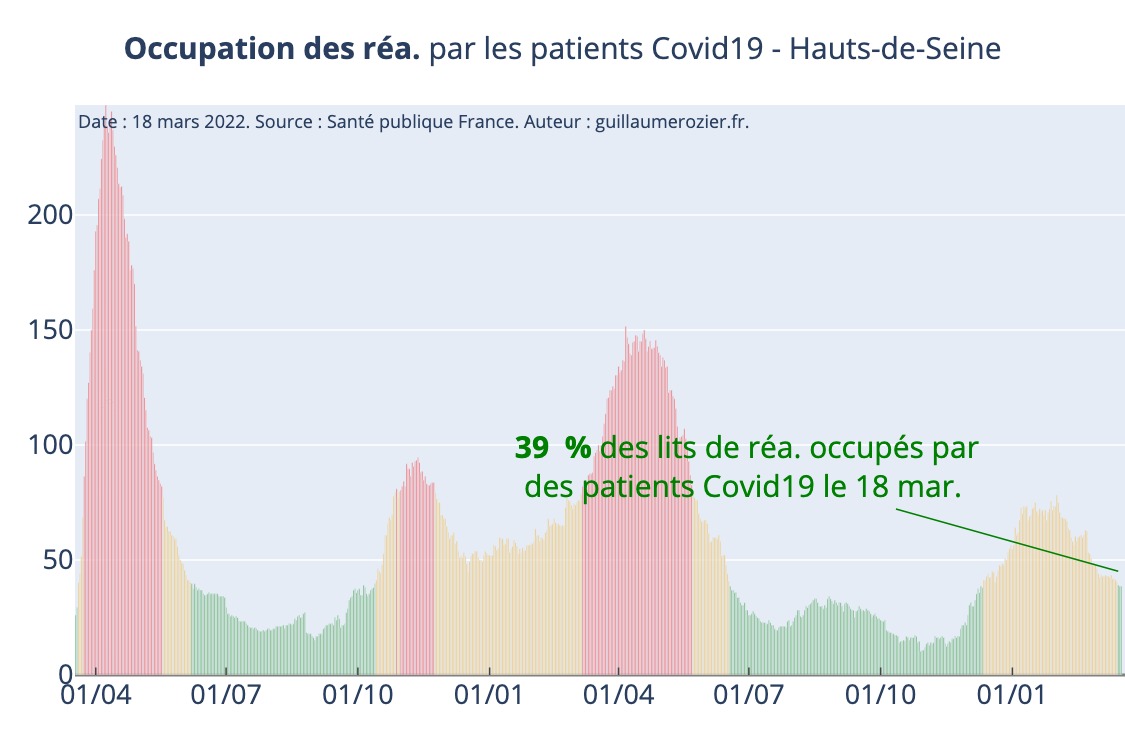 Occupation des réa. par les patients Covid19 - Hauts-de-Seine
Date : 18 mars 2022. Source : Santé publique France. Auteur : guillaumerozier.fr.
200
150
100
50
0
39  % des lits de réa. occupés par
des patients Covid19 le 18 mar.
01/04 01/07 01/10 01/01 01/04 01/07 01/10 01/01